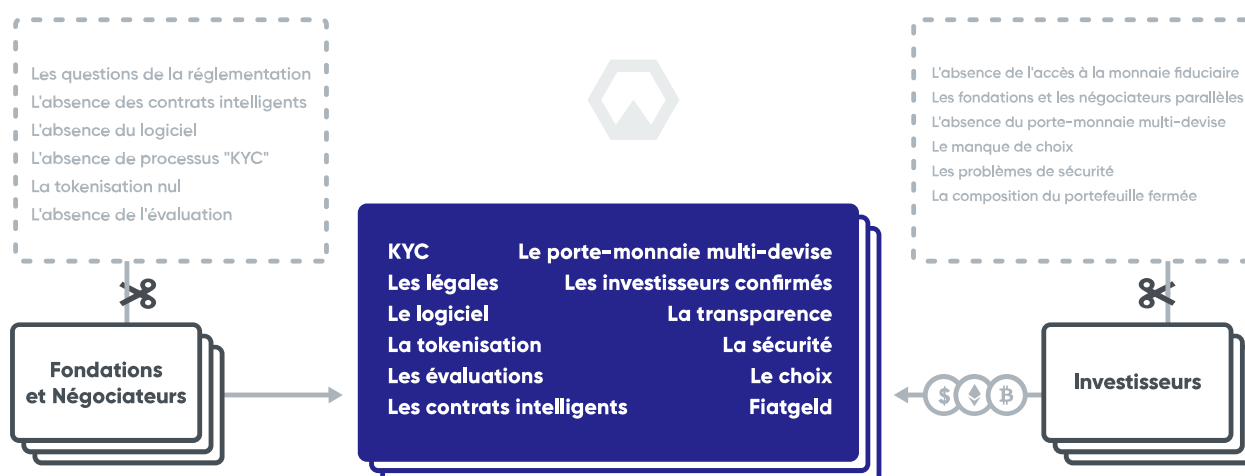 Les questions de la réglementation
L'absence des contrats intelligents
L'absence du logiciel
L'absence de processus "KYC"
La tokenisation nul
L'absence de l'évaluation
L'absence de l'accès à la monnaie fiduciaire
Les fondations et les négociateurs parallèles
L'absence du porte-monnaie multi-devise
Le manque de choix
Les problèmes de sécurité
La composition du portefeuille fermée
KYC Le porte-monnaie multi-devise
Les légales Les investisseurs confirmés
Le logiciel La transparence
La tokenisation La sécurité
Les évaluations Le choix
Les contrats intelligents Fiatgeld
Fondations
et Négociateurs
$
Investisseurs